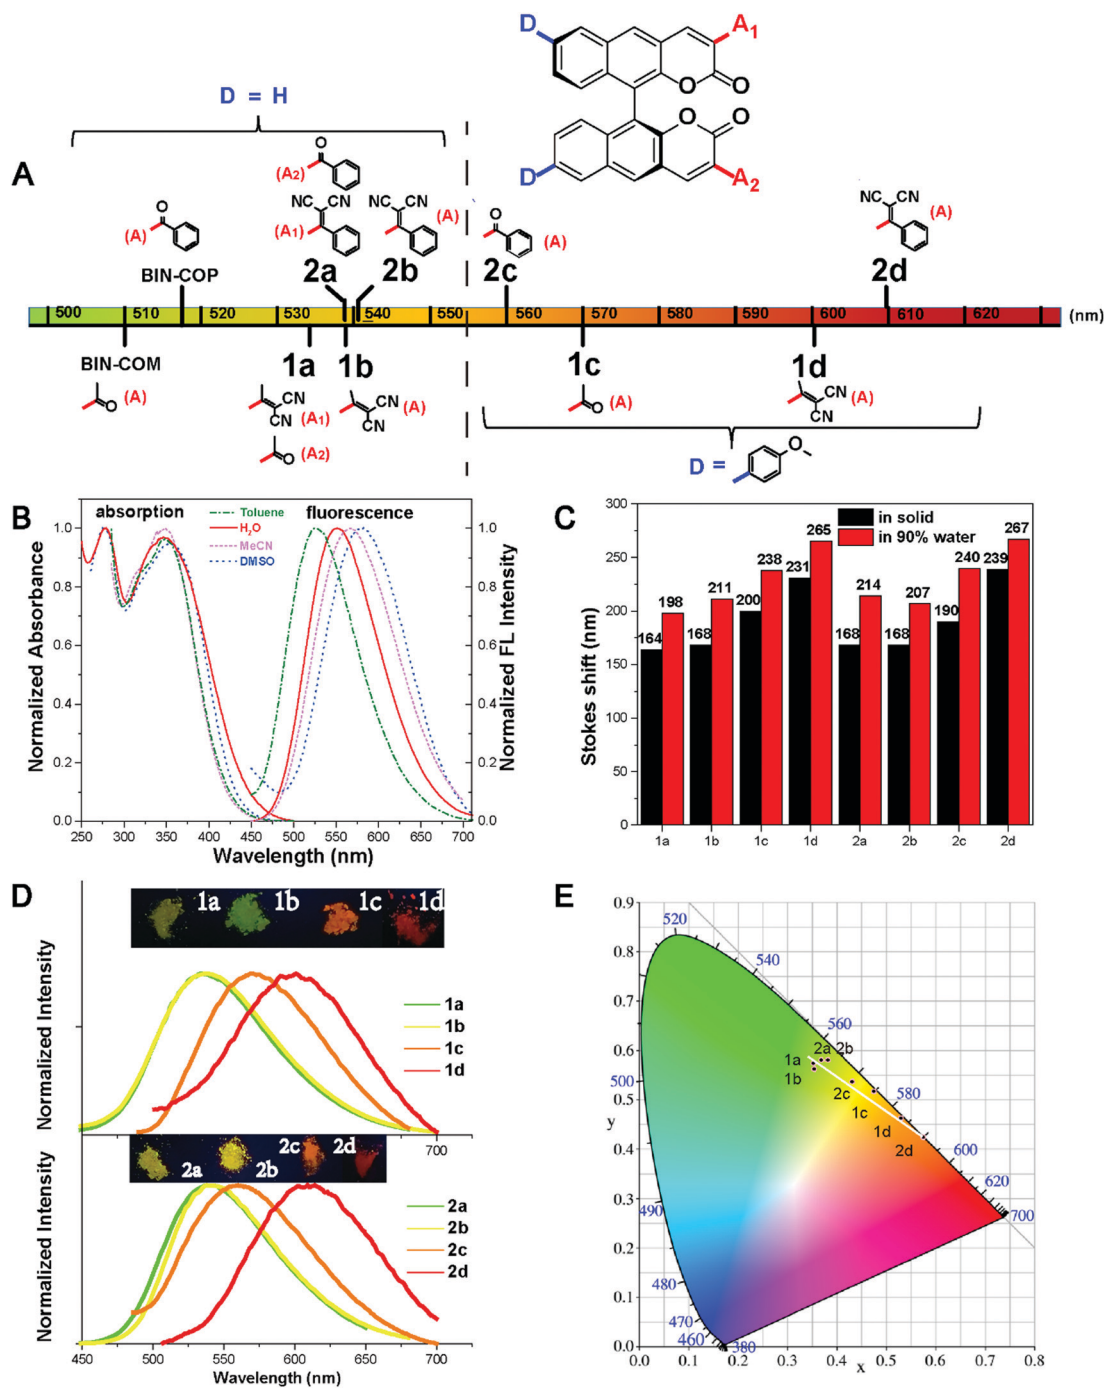 A
D = H
D
A1
O
O
O
O
D
A2
O
(A2)
NC CN
(A1)
NC CN
(A)
O
(A)
O
(A)
NC CN
(A)
BIN-COP
2a
2b
2c
2d
500 510 520 530 540 550 560 570 580 590 600 610 620 (nm)
BIN-COM
1a
1b
1c
1d
O (A)
CN
CN (A1)
O (A2)
CN (A)
CN
O (A)
CN (A)
CN
D =
O
B
absorption
fluorescence
Toluene
H2O
MeCN
DMSO
Normalized Absorbance
Normalized FL Intensity
1.0
0.8
0.6
0.4
0.2
0.0
1.0
0.8
0.6
0.4
0.2
0.0
250 300 350 400 450 500 550 600 650 700
Wavelength (nm)
C
in solid
in 90% water
Stokes shift (nm)
300
250
200
150
100
50
0
164 198 168 211 200 238 231 265 168 214 168 207 190 240 239 267
1a 1b 1c 1d 2a 2b 2c 2d
D
1a 1b 1c 1d
Normalized Intensity
1a
1b
1c
1d
700
2a 2b 2c 2d
Normalized Intensity
2a
2b
2c
2d
450 500 550 600 650 700
Wavelength (nm)
E
y
0.9
0.8
0.7
0.6
0.5
0.4
0.3
0.2
0.1
0.0
0.0 0.1 0.2 0.3 0.4 0.5 0.6 0.7 0.8
x
520
540
560
580
600
620
700
500
490
480
470
460
380
1a
2a
2b
1b
2c
1c
1d
2d